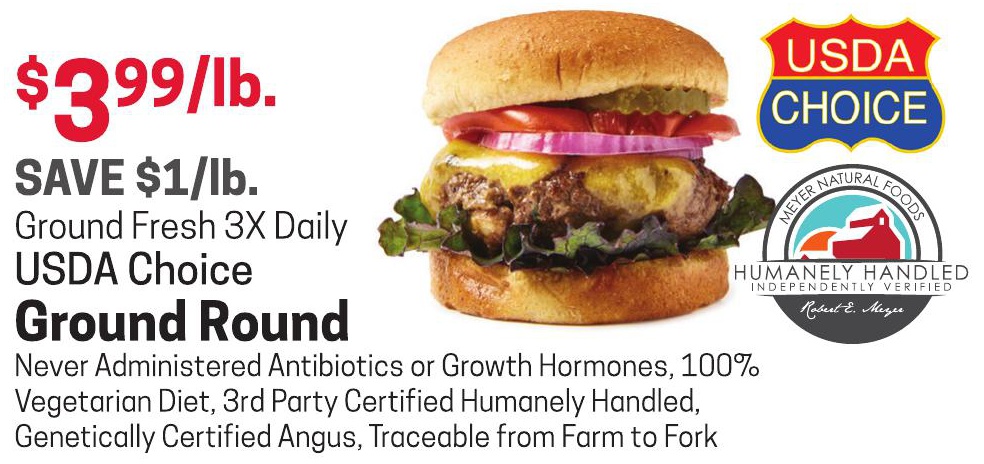 $3.99/lb.
SAVE $1/lb.
Ground Fresh 3X Daily
USDA Choice
Ground Round
Never Administered Antibiotics or Growth Hormones, 100%
Vegetarian Diet, 3rd Party Certified Humanely Handled,
Genetically Certified Angus, Traceable from Farm to Fork
USDA
CHOICE
MEYER NATURAL FOODS
HUMANELY HANDLED
INDEPENDENTLY VERIFIED
Robert E. Meyer